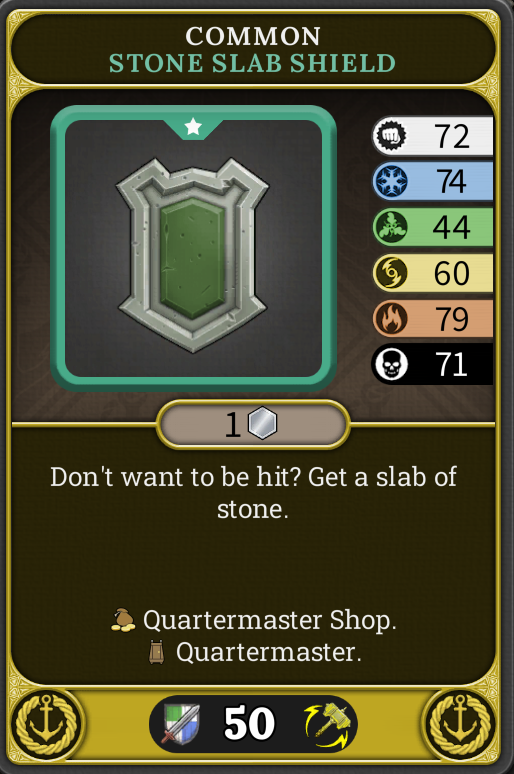 COMMON
STONE SLAB SHIELD
72
74
44
60
79
71
1
Don't want to be hit? Get a slab of
stone.
Quartermaster Shop.
Quartermaster.
50